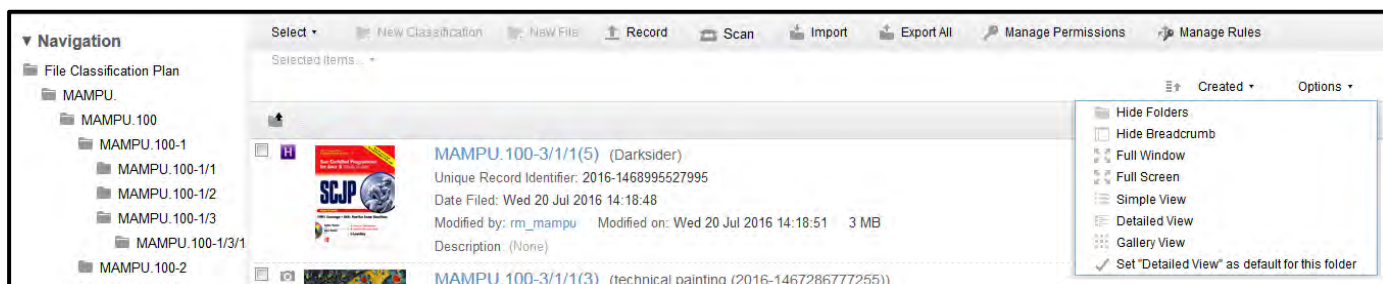 ▼ Navigation
File Classification Plan
MAMPU.
MAMPU.100
MAMPU.100-1
MAMPU.100-1/1
MAMPU.100-1/2
MAMPU.100-1/3
MAMPU.100-1/3/1
MAMPU.100-2
Select New Classification New File Record Scan Import Export All Manage Permissions Manage Rules
Selected Items...
Created Options
Hide Folders
Hide Breadcrumb
Full Window
Full Screen
Simple View
Detailed View
Gallery View
Set "Detailed View" as default for this folder
H
SCJP
MAMPU.100-3/1/1(5) (Darksider)
Unique Record Identifier: 2016-1468995527995
Date Filed: Wed 20 Jul 2016 14:18:48
Modified by: rm_mampu Modified on: Wed 20 Jul 2016 14:18:51 3 MB
Description: (None)
MAMPU.100-3/1/1(3) (technical painting (2016-1467286777255))